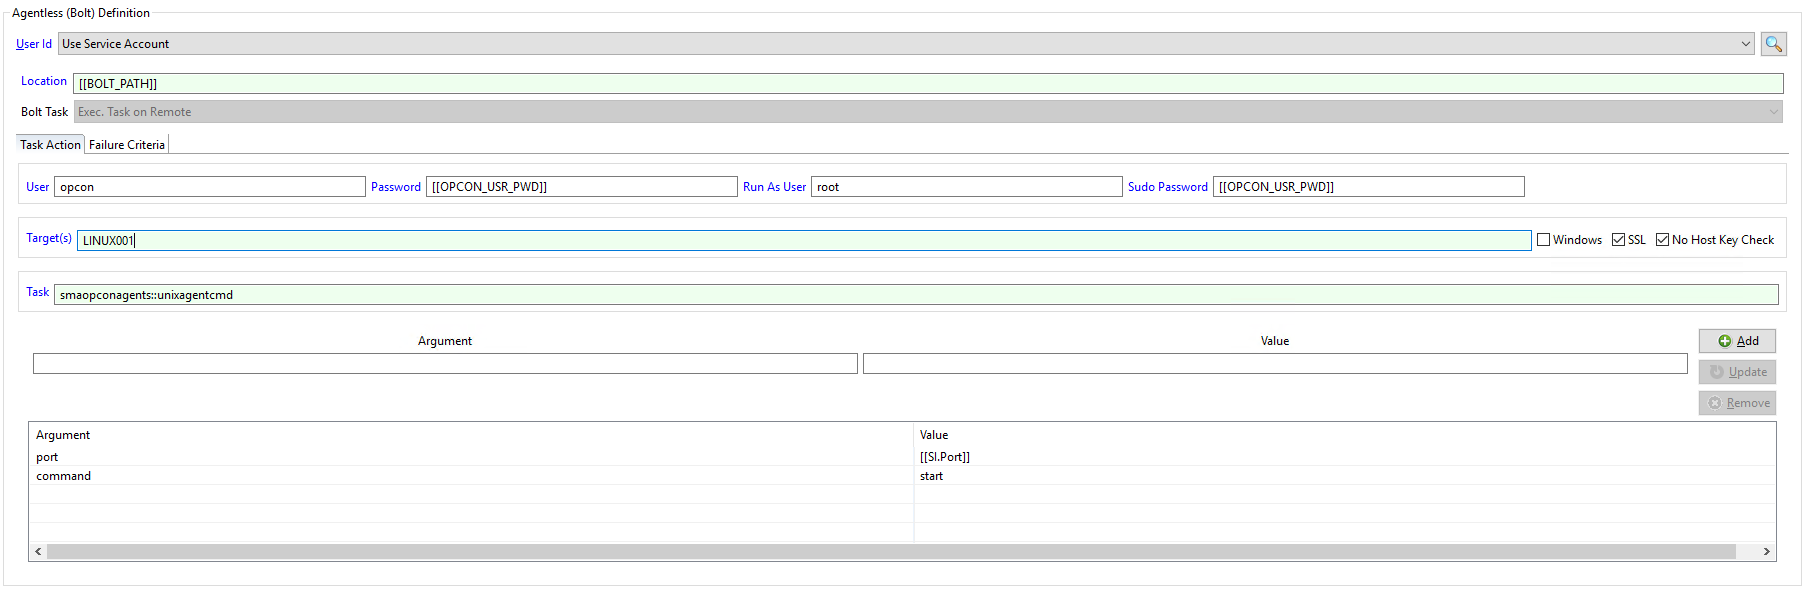 Agentless (Bolt) Definition
User Id Use Service Account
Location [[BOLT_PATH]]
Bolt Task Exec. Task on Remote
Task Action Failure Criteria
User opcon Password [[OPCON_USR_PWD]] Run As User root Sudo Password [[OPCON_USR_PWD]]
Target(s) LINUX001 Windows SSL No Host Key Check
Task smaopconagents::unixagentcmd
Argument Value Add
Update
Remove
Argument Value
port [[SI.Port]]
command start